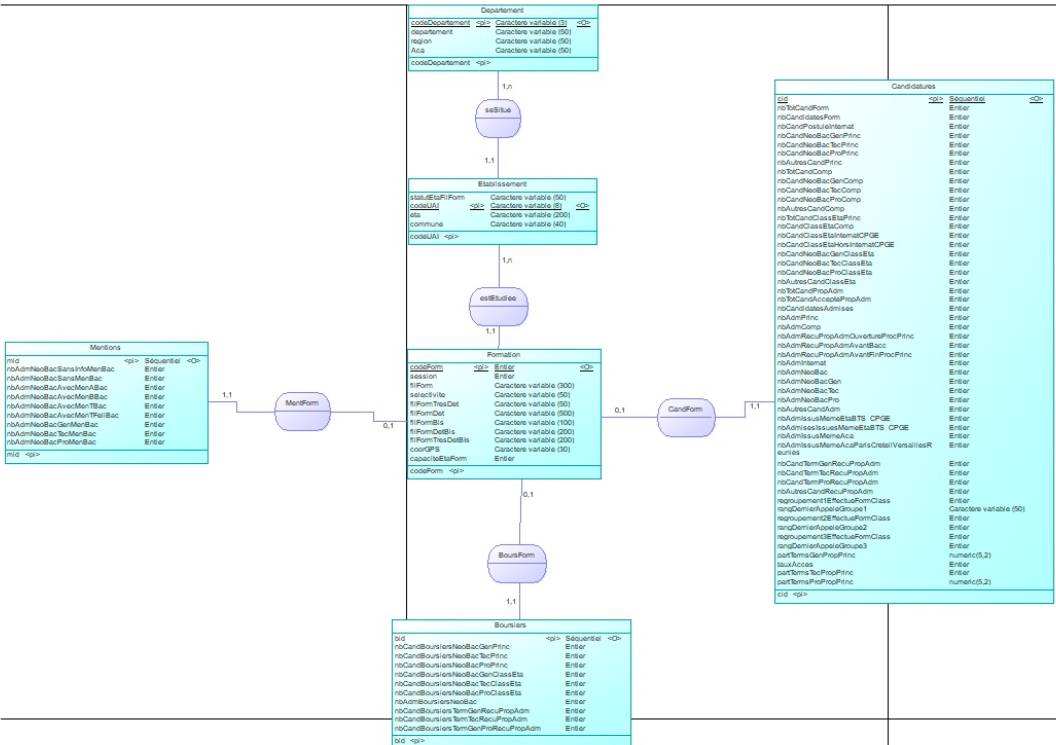 Departement
codeDepartement <pi> Caractere variable (3) <O>
departement Caractere variable (50)
region Caractere variable (50)
Aca Caractere variable (50)
codeDepartement <pi>
1,n
seSitue
1,1
Etablissement
statutEtaFilForm Caractere variable (50)
codeUAI <pi> Caractere variable (8) <O>
eta Caractere variable (200)
commune Caractere variable (40)
codeUAI <pi>
1,n
estEtudiee
1,1
Formation
codeForm <pi> Entier <O>
session Entier
filForm Caractere variable (300)
selectivite Caractere variable (50)
filFormTresDet Caractere variable (50)
filFormDet Caractere variable (500)
filFormBis Caractere variable (100)
filFormDetBis Caractere variable (200)
filFormTresDetBis Caractere variable (200)
coorGPS Caractere variable (30)
capaciteEtaForm Entier
codeForm <pi>
Mentions
mid <pi> Séquentiel <O>
nbAdmNeoBacSansInfoMenBac Entier
nbAdmNeoBacSansMenBac Entier
nbAdmNeoBacAvecMenABac Entier
nbAdmNeoBacAvecMenBBac Entier
nbAdmNeoBacAvecMenTBac Entier
nbAdmNeoBacAvecMenTFeliBac Entier
nbAdmNeoBacGenMenBac Entier
nbAdmNeoBacTecMenBac Entier
nbAdmNeoBacProMenBac Entier
mid <pi>
1,1
MentForm
0,1
0,1
CandForm
1,1
0,1
BoursForm
1,1
Boursiers
bid <pi> Séquentiel <O>
nbCandBoursiersNeoBacGenPrinc Entier
nbCandBoursiersNeoBacTecPrinc Entier
nbCandBoursiersNeoBacProPrinc Entier
nbCandBoursiersNeoBacGenClassEta Entier
nbCandBoursiersNeoBacTecClassEta Entier
nbCandBoursiersNeoBacProClassEta Entier
nbAdmBoursiersNeoBac Entier
nbCandBoursiersTermGenRecuPropAdm Entier
nbCandBoursiersTermTecRecuPropAdm Entier
nbCandBoursiersTermGenProRecuPropAdm Entier
bid <pi>
Candidatures
cid <pi> Séquentiel <O>
nbTotCandForm Entier
nbCandidatesForm Entier
nbCandPostuleInternat Entier
nbCandNeoBacGenPrinc Entier
nbCandNeoBacTecPrinc Entier
nbCandNeoBacProPrinc Entier
nbAutresCandPrinc Entier
nbTotCandComp Entier
nbCandNeoBacGenComp Entier
nbCandNeoBacTecComp Entier
nbCandNeoBacProComp Entier
nbAutresCandComp Entier
nbTotCandClassEtaPrinc Entier
nbCandClassEtaComp Entier
nbCandClassEtaInternatCPGE Entier
nbCandClassEtaHorsInternatCPGE Entier
nbCandNeoBacGenClassEta Entier
nbCandNeoBacTecClassEta Entier
nbCandNeoBacProClassEta Entier
nbAutresCandClassEta Entier
nbTotCandPropAdm Entier
nbTotCandAcceptePropAdm Entier
nbCandidatesAdmises Entier
nbAdmPrinc Entier
nbAdmComp Entier
nbAdmRecuPropAdmOuvertureProcPrinc Entier
nbAdmRecuPropAdmAvantBacc Entier
nbAdmRecuPropAdmAvantFinProcPrinc Entier
nbAdmInternat Entier
nbAdmNeoBac Entier
nbAdmNeoBacGen Entier
nbAdmNeoBacTec Entier
nbAdmNeoBacPro Entier
nbAutresCandAdm Entier
nbAdmIssusMemeEtaBTS_CPGE Entier
nbAdmisesIssuesMemeEtaBTS_CPGE Entier
nbAdmIssusMemeAca Entier
nbAdmIssusMemeAcaParisCreteilVersaillesR Entier
eunies
nbCandTermGenRecuPropAdm Entier
nbCandTermTecRecuPropAdm Entier
nbCandTermProRecuPropAdm Entier
nbAutresCandRecuPropAdm Entier
regroupement1EffectueFormClass Entier
rangDernierAppeleGroupe1 Caractere variable (50)
regroupement2EffectueFormClass Entier
rangDernierAppeleGroupe2 Entier
regroupement3EffectueFormClass Entier
rangDernierAppeleGroupe3 Entier
partTermsGenPropPrinc numeric(5,2)
tauxAcces Entier
partTermsTecPropPrinc Entier
partTermsProPropPrinc numeric(5,2)
cid <pi>